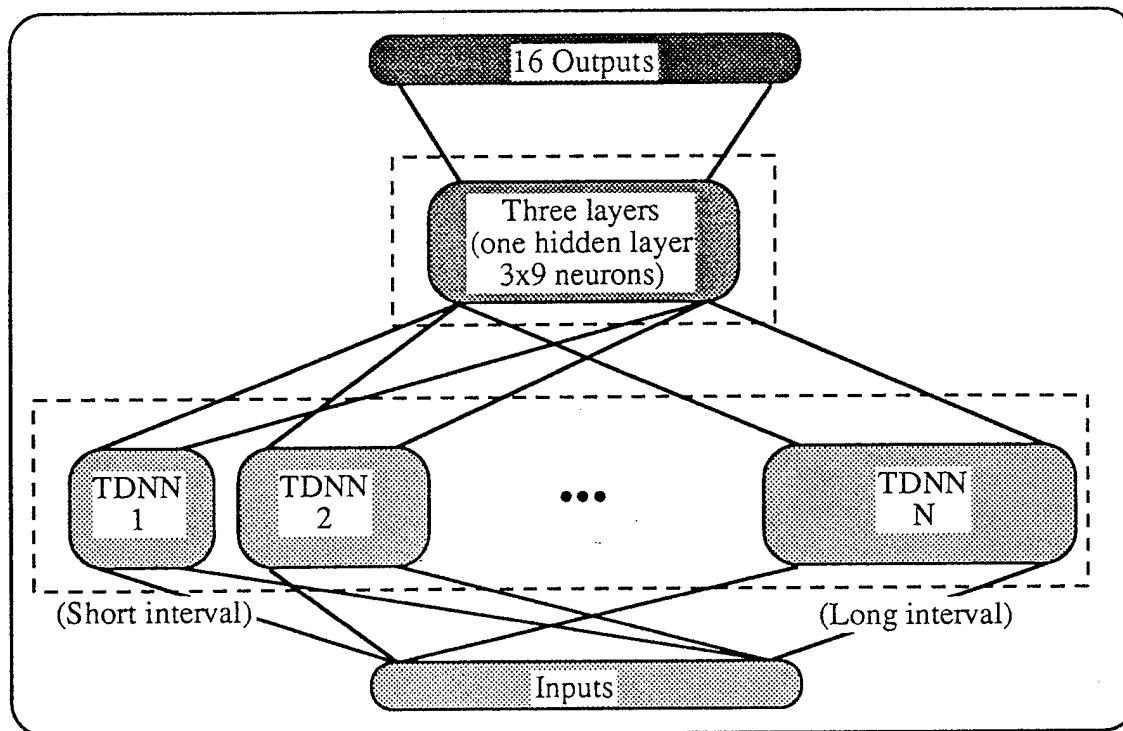 16 Outputs
Three layers
(one hidden layer
3x9 neurons)
TDNN
1
TDNN
2
•••
TDNN
N
(Short interval)
(Long interval)
Inputs